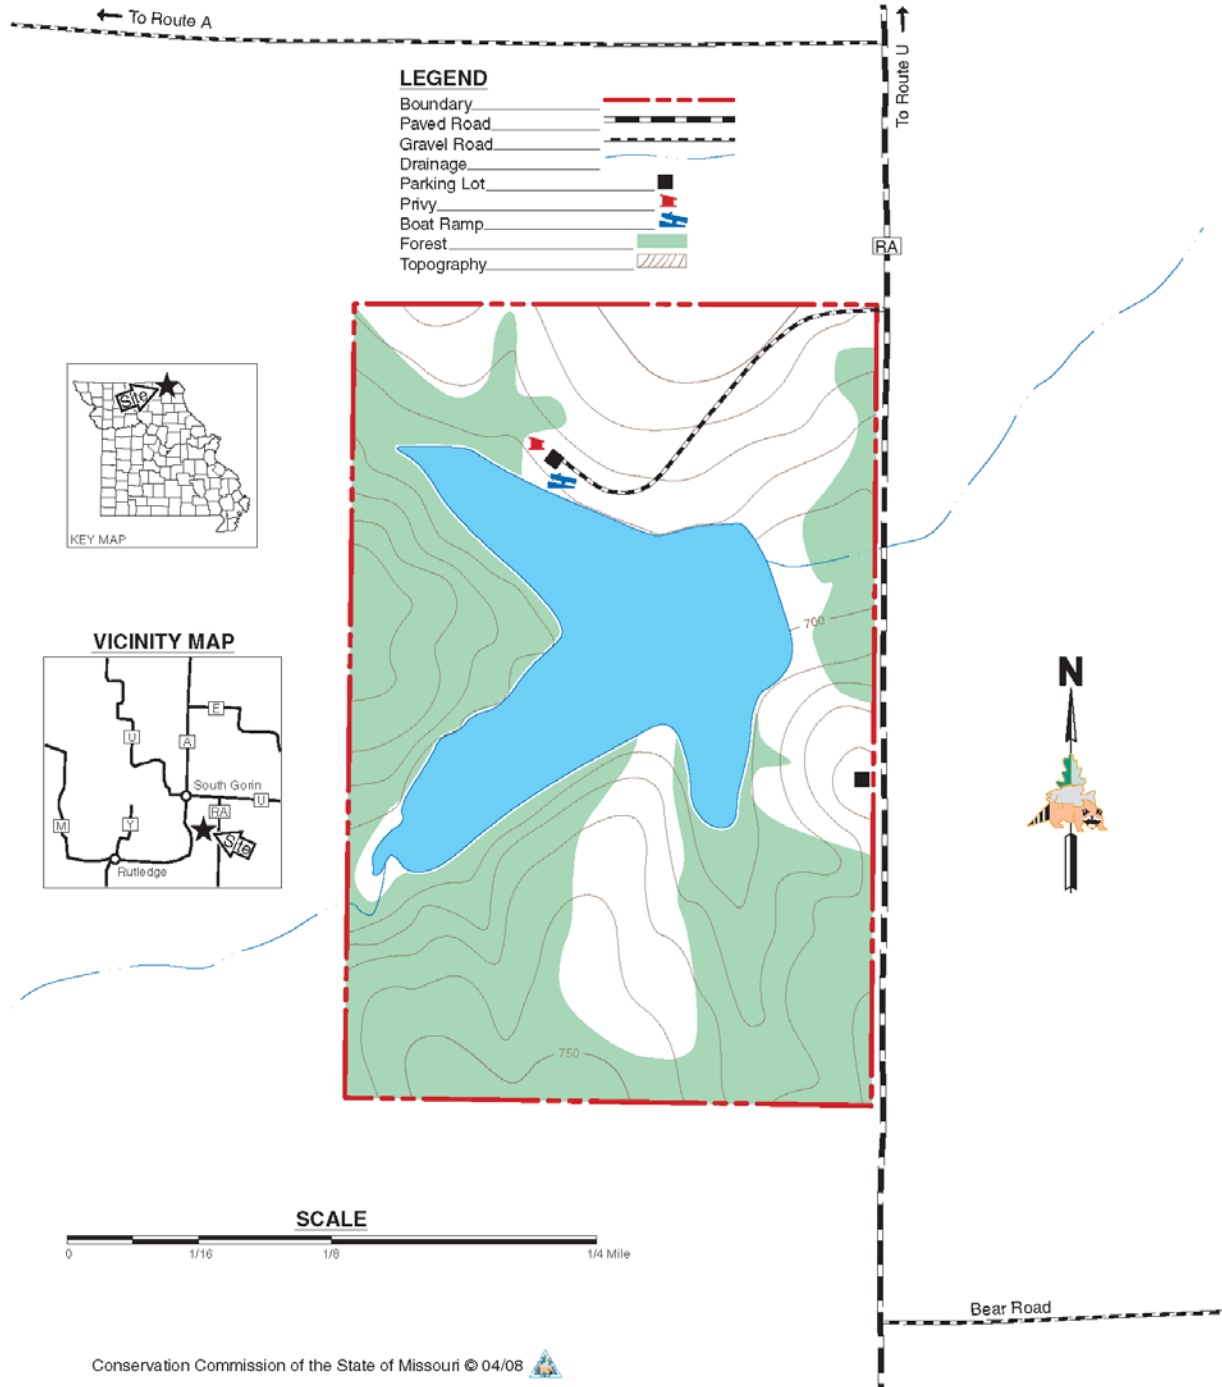 To Route A
To Route U
LEGEND
Boundary
Paved Road
Gravel Road
Drainage
Parking Lot
Privy
Boat Ramp
Forest
Topography
RA
Site
KEY MAP
700
VICINITY MAP
E
U
A
South Gorin
U
RA
M
Y
Site
Rutledge
N
750
SCALE
0 1/16 1/8 1/4 Mile
Bear Road
Conservation Commission of the State of Missouri © 04/08